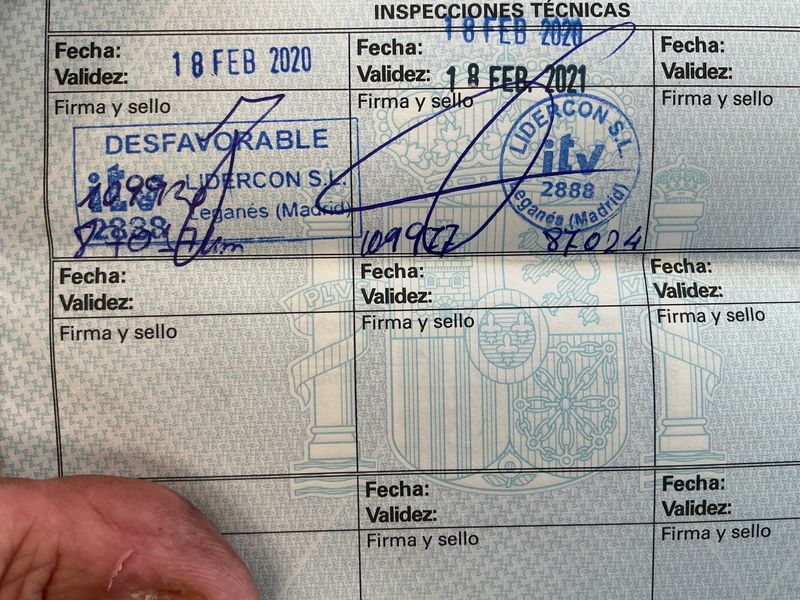 INSPECCIONES TÉCNICAS
Fecha:
Validez:
18 FEB 2020
Firma y sello
DESFAVORABLE
itv LIDERCON S.L.
2888 Leganés (Madrid)
Fecha: 18 FEB 2020
Validez: 18 FEB. 2021
Firma y sello
LIDERCON S.L.
itv
2888
Leganés (Madrid)
109977 87024
Fecha:
Validez:
Firma y sello
Fecha:
Validez:
Firma y sello
Fecha:
Validez:
Firma y sello
Fecha:
Validez:
Firma y sello
Fecha:
Validez:
Firma y sello
Fecha:
Validez:
Firma y sello